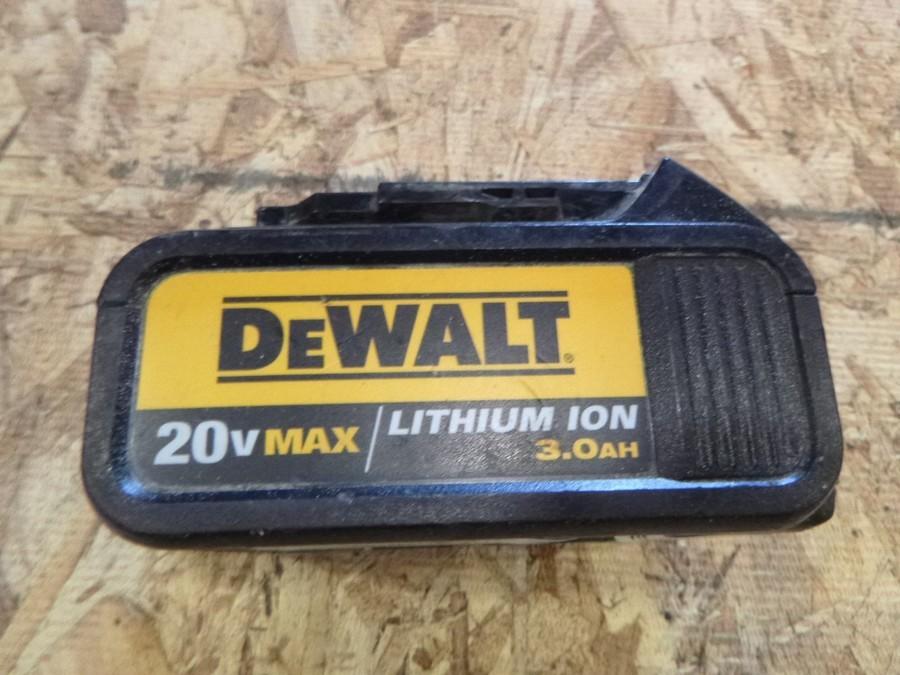 DeWALT®
20V MAX / LITHIUM ION
3.0AH